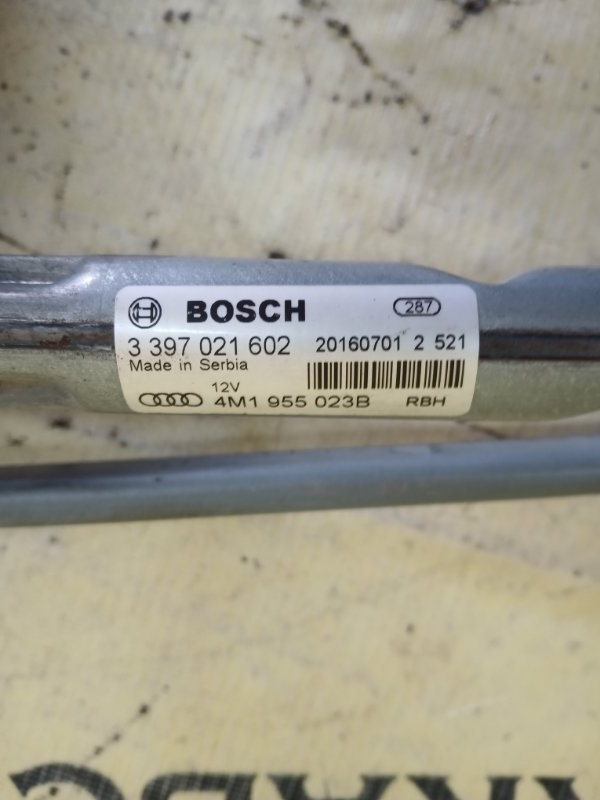 BOSCH 287
3 397 021 602 20160701 2 521
Made in Serbia
12V
4M1 955 023B RBH